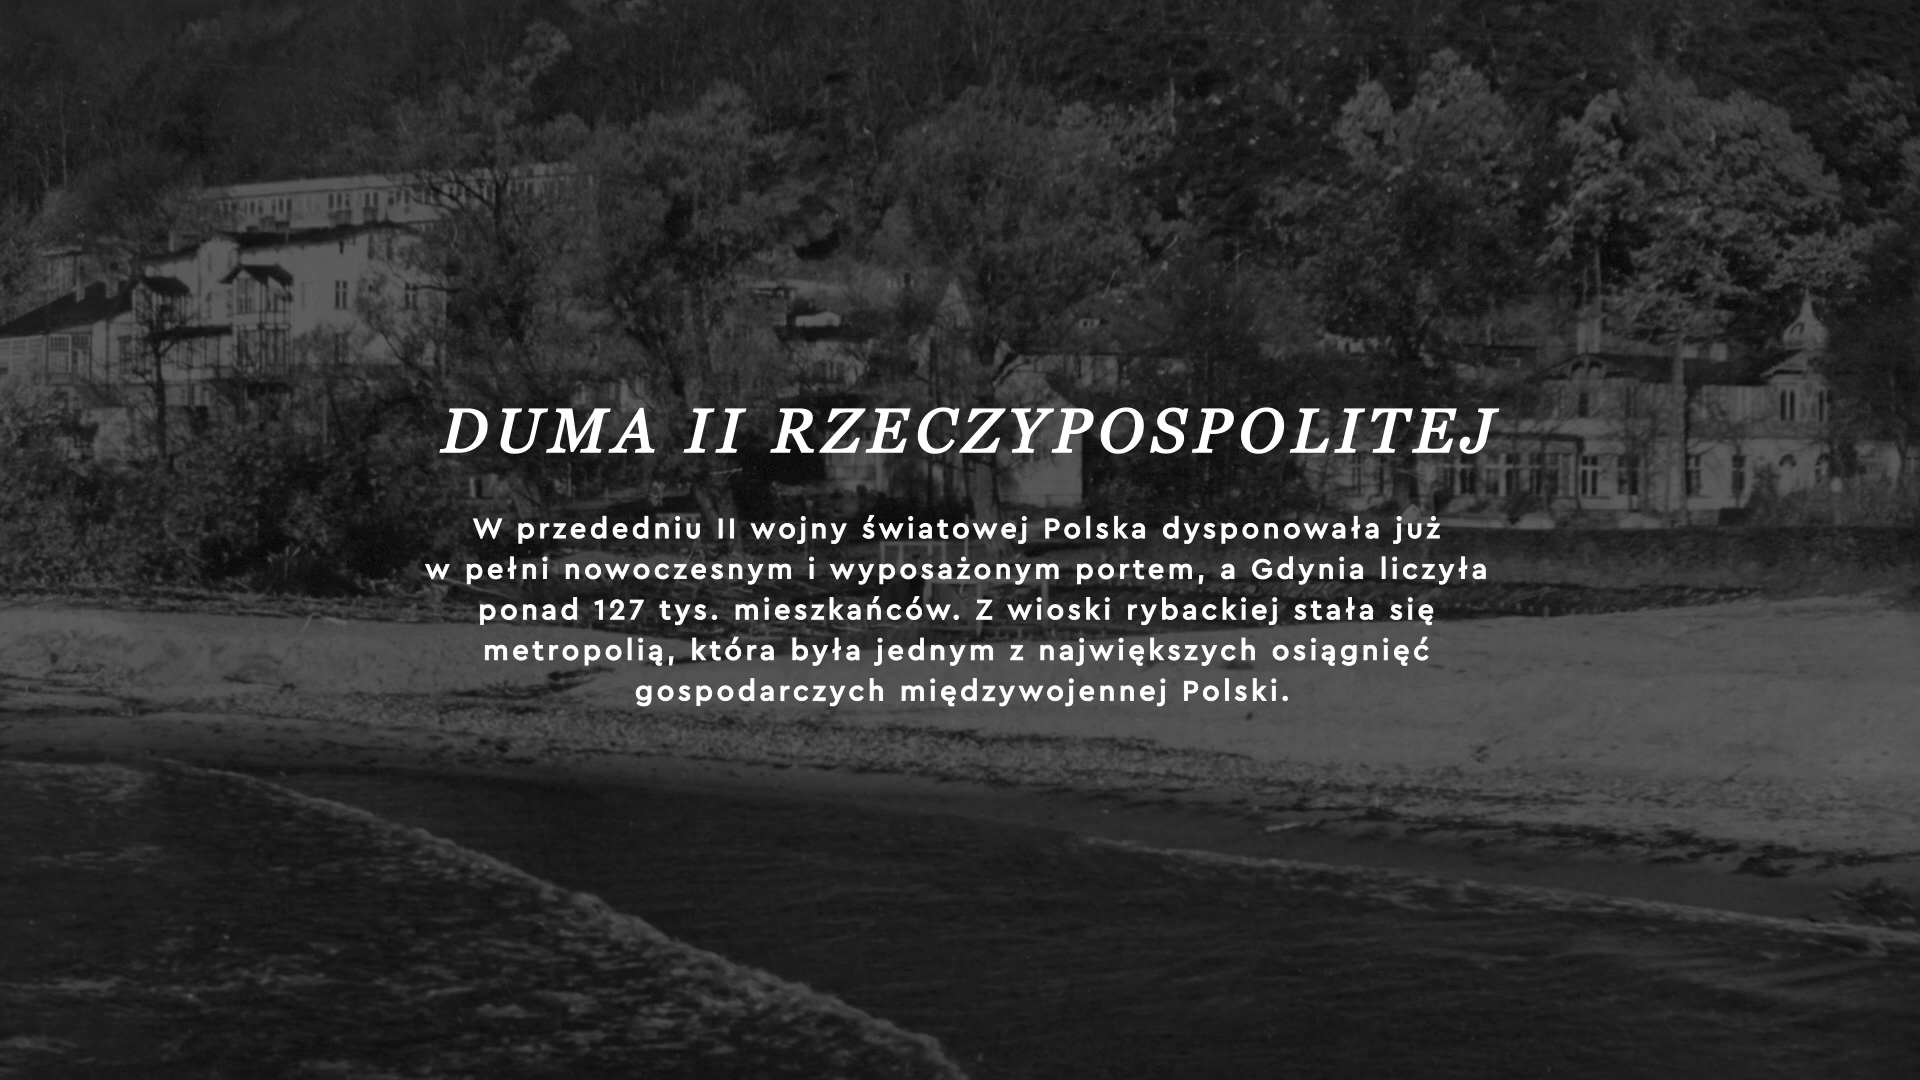 DUMA II RZECZYPOSPOLITEJ
W przededniu II wojny światowej Polska dysponowała już
w pełni nowoczesnym i wyposażonym portem, a Gdynia liczyła
ponad 127 tys. mieszkańców. Z wioski rybackiej stała się
metropolią, która była jednym z największych osiągnięć
gospodarczych międzywojennej Polski.